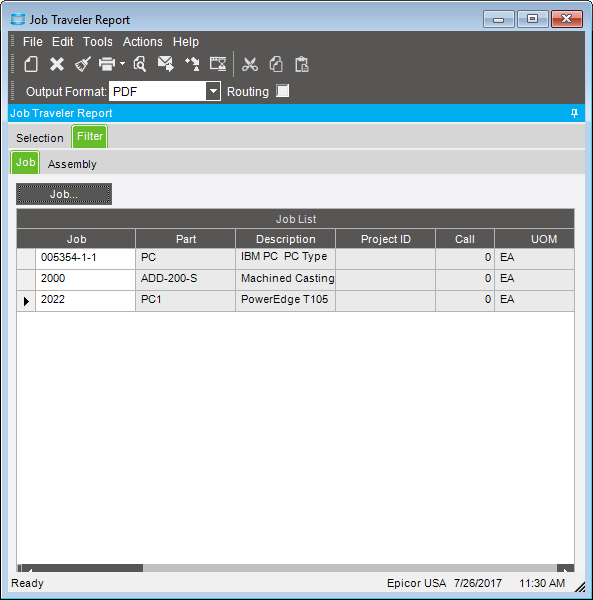 Job Traveler Report
File Edit Tools Actions Help
Output Format: PDF Routing
Job Traveler Report
Selection Filter
Job Assembly
Job...
Job List
Job Part Description Project ID Call UOM
005354-1-1 PC IBM PC PC Type 0 EA
2000 ADD-200-S Machined Casting 0 EA
2022 PC1 PowerEdge T105 0 EA
Ready Epicor USA 7/26/2017 11:30 AM